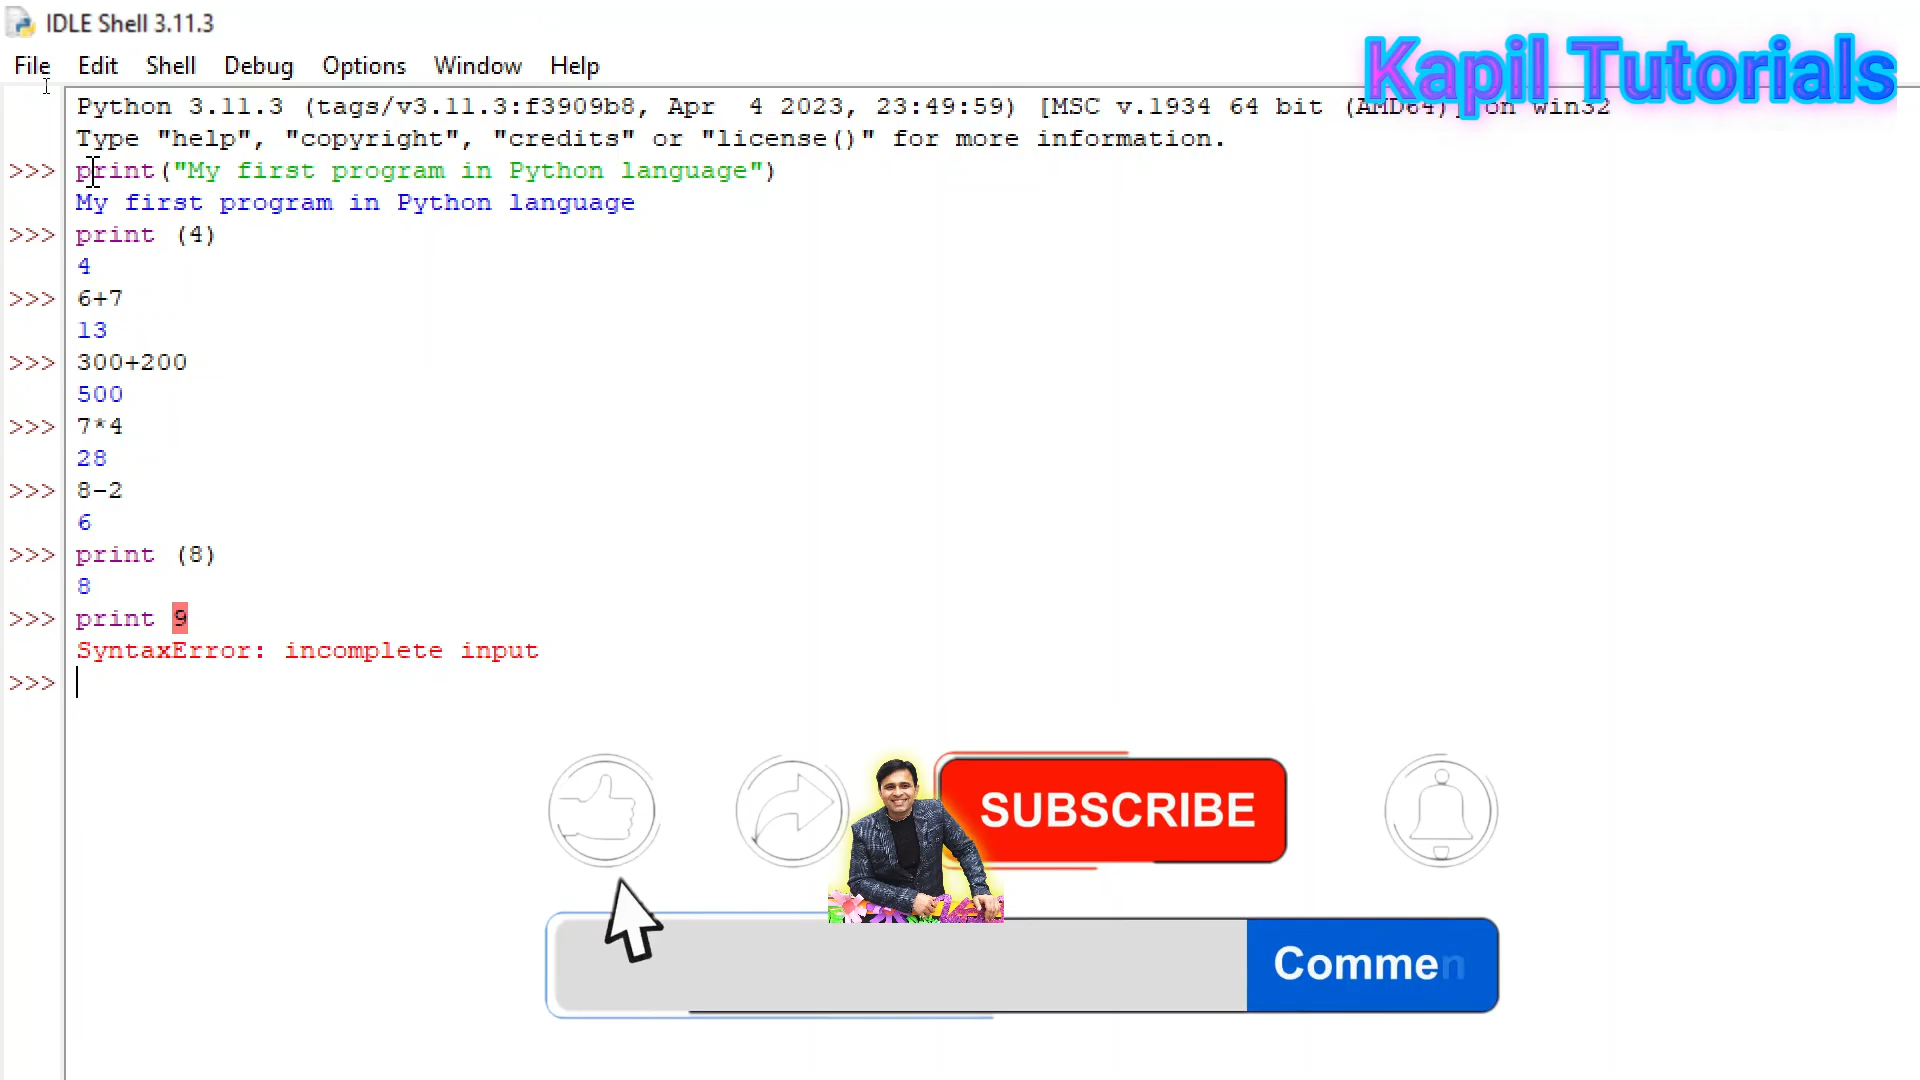 IDLE Shell 3.11.3
File Edit Shell Debug Options Window Help
Kapil Tutorials
Python 3.11.3 (tags/v3.11.3:f3909b8, Apr  4 2023, 23:49:59) [MSC v.1934 64 bit (AMD64)] on win32
Type "help", "copyright", "credits" or "license()" for more information.
>>> print("My first program in Python language")
My first program in Python language
>>> print (4)
4
>>> 6+7
13
>>> 300+200
500
>>> 7*4
28
>>> 8-2
6
>>> print (8)
8
>>> print 9
SyntaxError: incomplete input
>>>
SUBSCRIBE
Commen